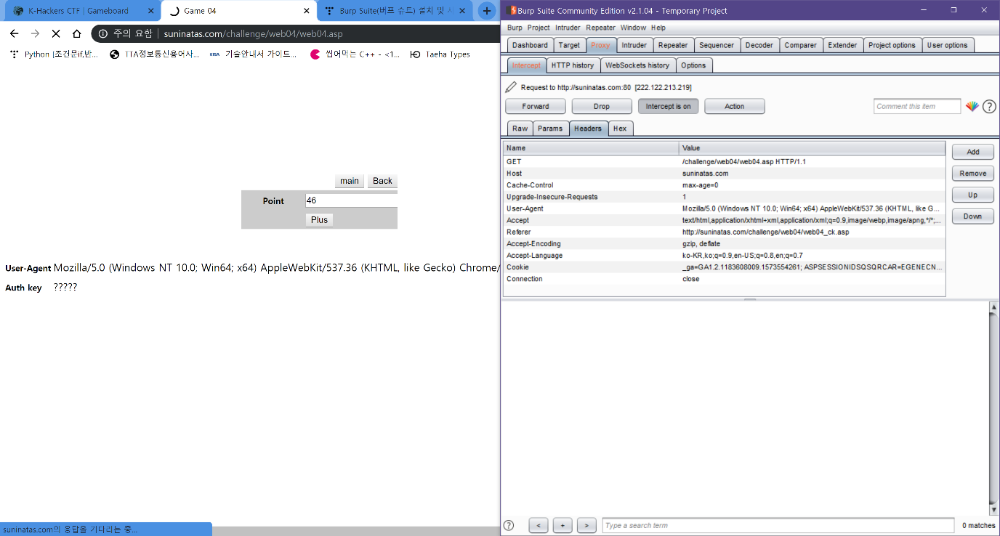 K-Hackers CTF | Gameboard
Game 04
Burp Suite(버프 슈트) 설치 및 사
주의 요함
suninatas.com/challenge/web04/web04.asp
Python [조건문if,반...
TTA정보통신용어사...
KISA
기술안내서 가이드...
씹어먹는 C++ - <1...
Taeha Types
main
Back
Point
46
Plus
User-Agent Mozilla/5.0 (Windows NT 10.0; Win64; x64) AppleWebKit/537.36 (KHTML, like Gecko) Chrome/
Auth key ?????
suninatas.com의 응답을 기다리는 중...
Burp Suite Community Edition v2.1.04 - Temporary Project
Burp Project Intruder Repeater Window Help
Dashboard Target Proxy Intruder Repeater Sequencer Decoder Comparer Extender Project options User options
Intercept HTTP history WebSockets history Options
Request to http://suninatas.com:80 [222.122.213.219]
Forward Drop Intercept is on Action Comment this item
Raw Params Headers Hex
Name Value
GET /challenge/web04/web04.asp HTTP/1.1
Host suninatas.com
Cache-Control max-age=0
Upgrade-Insecure-Requests 1
User-Agent Mozilla/5.0 (Windows NT 10.0; Win64; x64) AppleWebKit/537.36 (KHTML, like G...
Accept text/html,application/xhtml+xml,application/xml;q=0.9,image/webp,image/apng,*/*;...
Referer http://suninatas.com/challenge/web04/web04_ck.asp
Accept-Encoding gzip, deflate
Accept-Language ko-KR,ko;q=0.9,en-US;q=0.8,en;q=0.7
Cookie _ga=GA1.2.1183608009.1573554261; ASPSESSIONIDSQSQRCAR=EGENECN...
Connection close
Add
Remove
Up
Down
? < + > Type a search term 0 matches